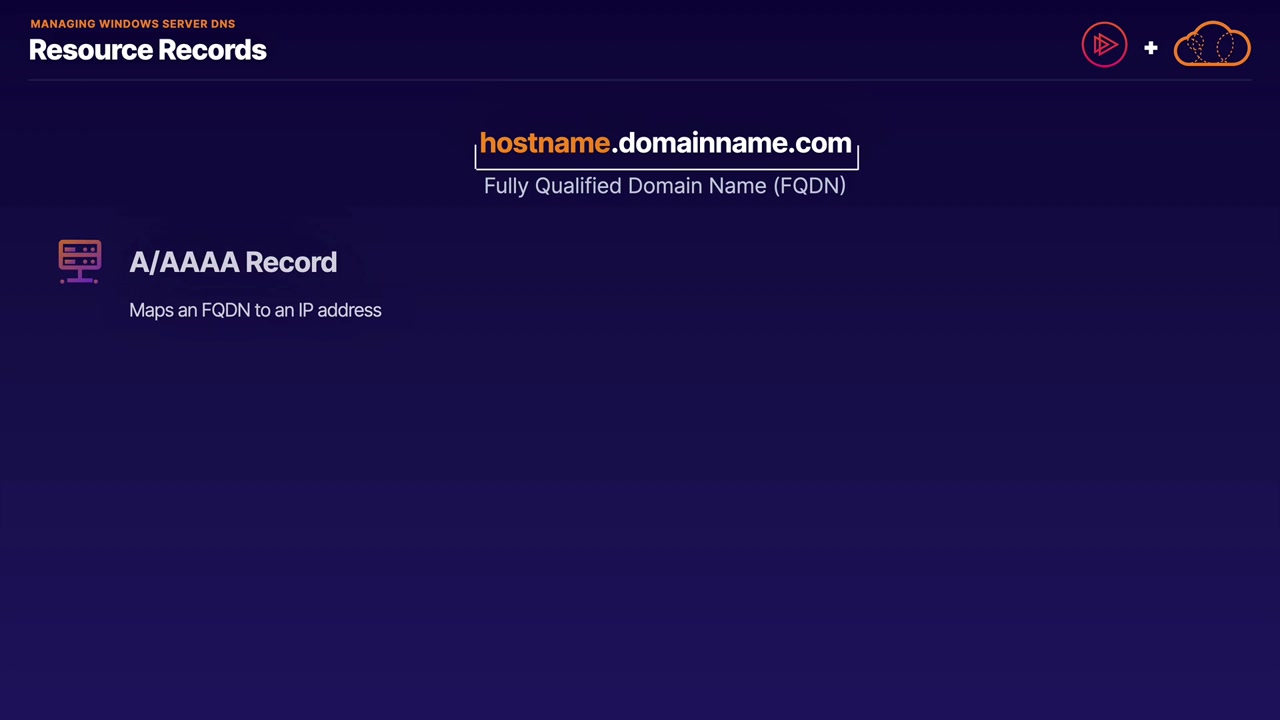 MANAGING WINDOWS SERVER DNS
Resource Records
+
hostname.domainname.com
Fully Qualified Domain Name (FQDN)
A/AAAA Record
Maps an FQDN to an IP address